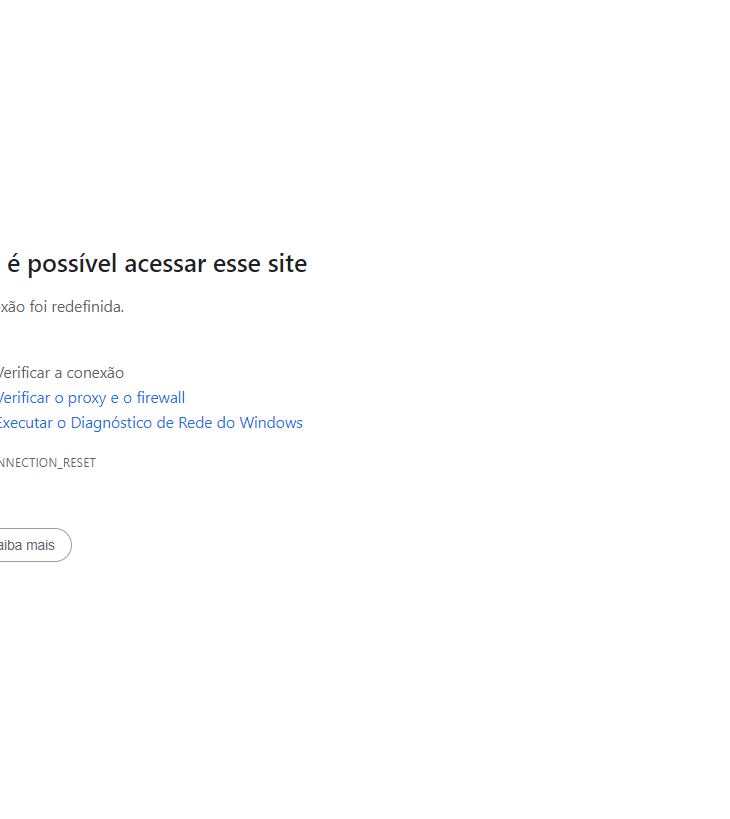 é possível acessar esse site
xão foi redefinida.
Verificar a conexão
Verificar o proxy e o firewall
Executar o Diagnóstico de Rede do Windows
NNECTION_RESET
aiba mais